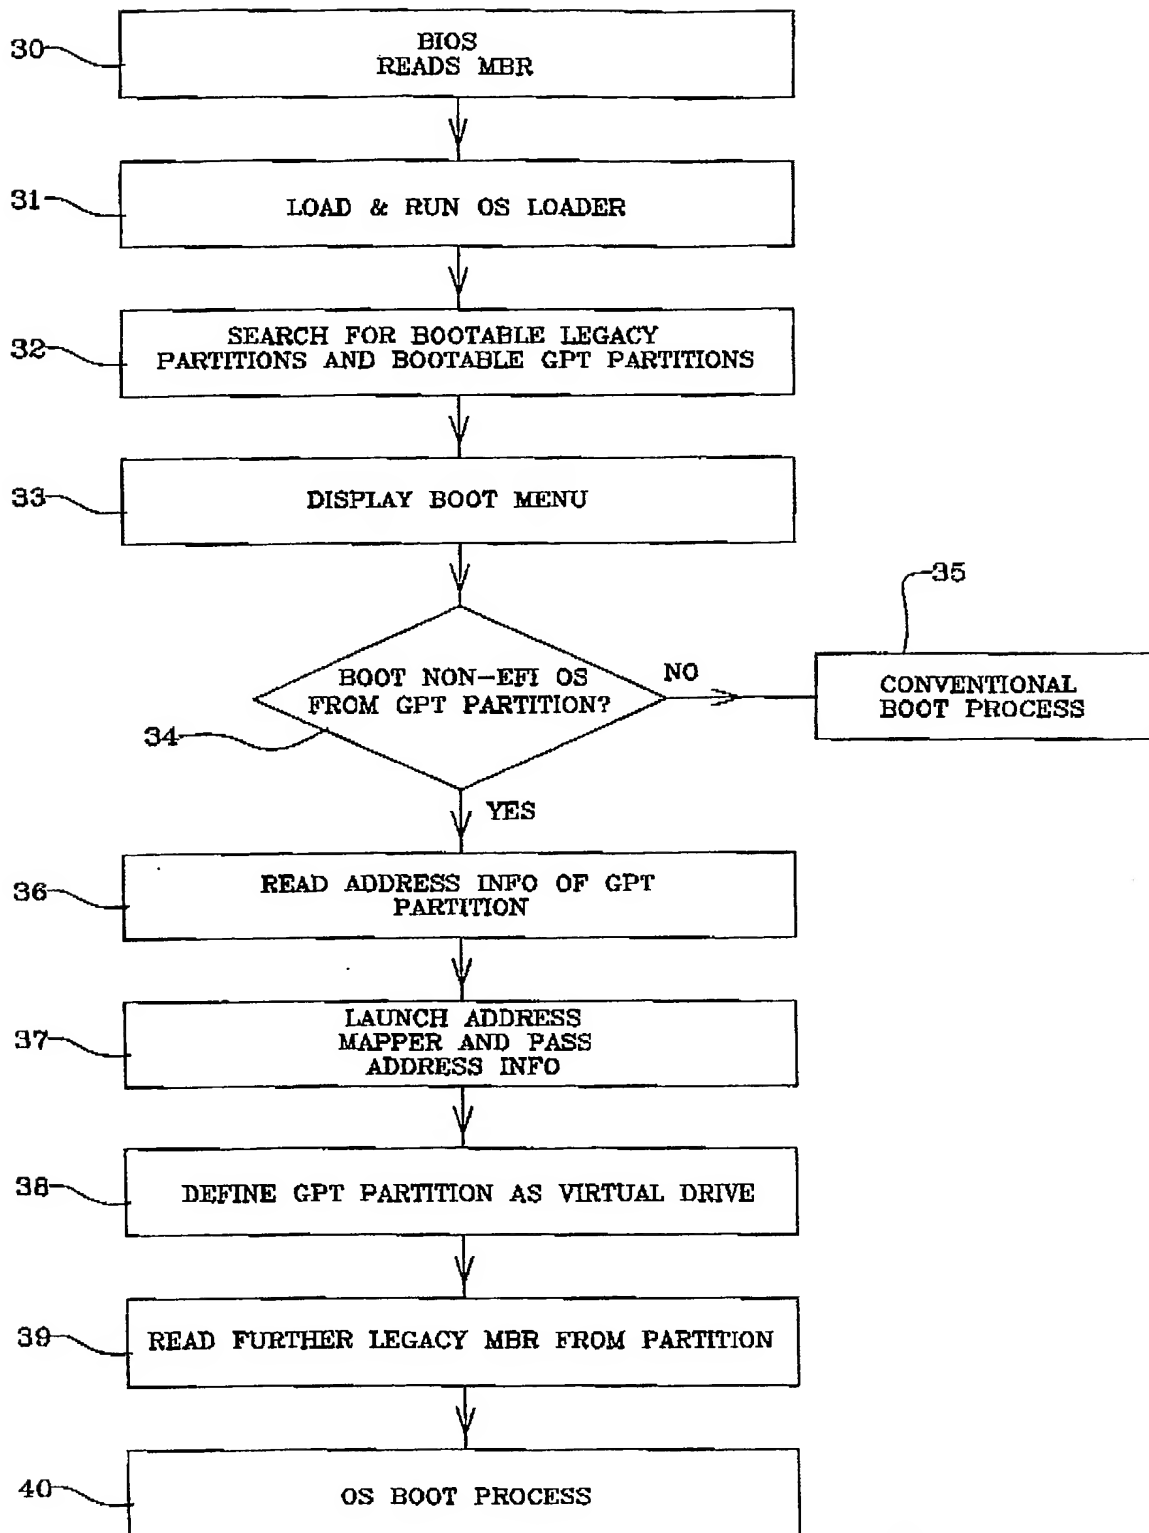 30
BIOS
READS MBR
31
LOAD & RUN OS LOADER
32
SEARCH FOR BOOTABLE LEGACY
PARTITIONS AND BOOTABLE GPT PARTITIONS
33
DISPLAY BOOT MENU
35
BOOT NON-EFI OS
FROM GPT PARTITION?
NO
CONVENTIONAL
BOOT PROCESS
34
YES
36
READ ADDRESS INFO OF GPT
PARTITION
37
LAUNCH ADDRESS
MAPPER AND PASS
ADDRESS INFO
38
DEFINE GPT PARTITION AS VIRTUAL DRIVE
39
READ FURTHER LEGACY MBR FROM PARTITION
40
OS BOOT PROCESS